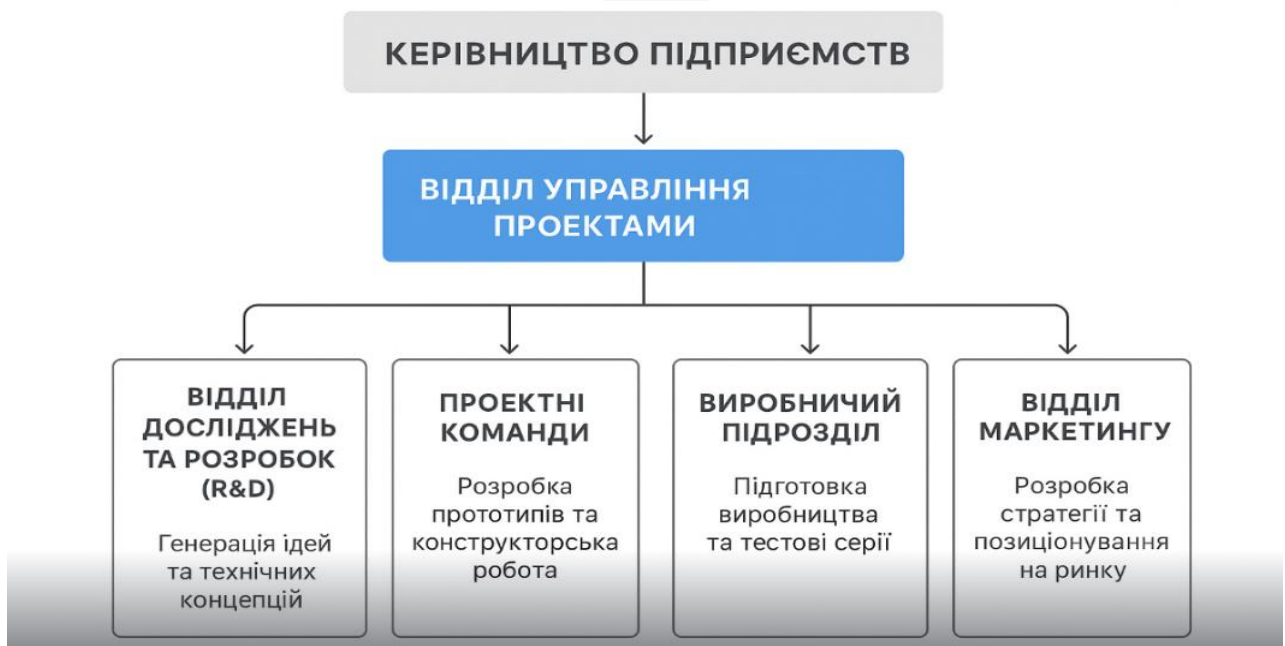 КЕРІВНИЦТВО ПІДПРИЄМСТВ
ВІДДІЛ УПРАВЛІННЯ
ПРОЕКТАМИ
ВІДДІЛ
ДОСЛІДЖЕНЬ
ТА РОЗРОБОК
(R&D)
Генерація ідей
та технічних
концепцій
ПРОЕКТНІ
КОМАНДИ
Розробка
прототипів та
конструкторська
робота
ВИРОБНИЧИЙ
ПІДРОЗДІЛ
Підготовка
виробництва
та тестові серії
ВІДДІЛ
МАРКЕТИНГУ
Розробка
стратегії та
позиціонування
на ринку